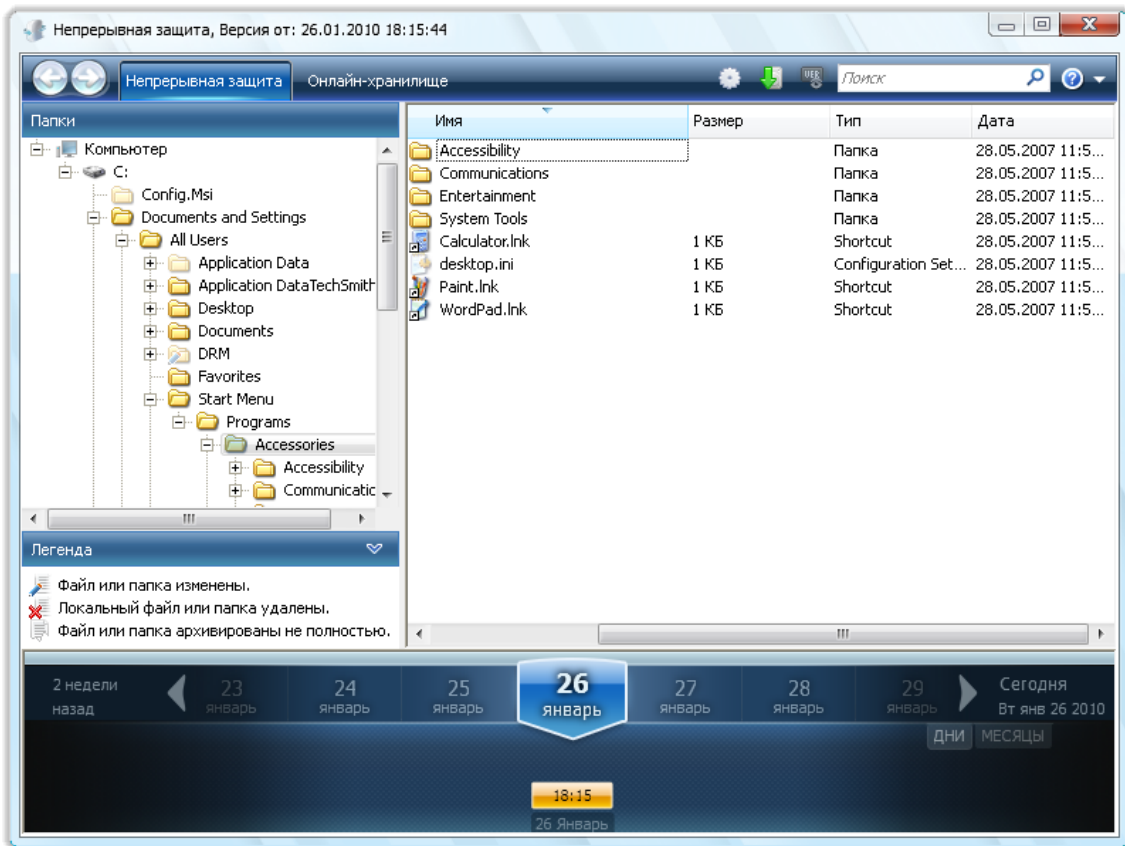 Непрерывная защита, Версия от: 26.01.2010 18:15:44
Непрерывная защита Онлайн-хранилище VER Поиск
Папки
Компьютер
C:
Config.Msi
Documents and Settings
All Users
Application Data
Application DataTechSmith
Desktop
Documents
DRM
Favorites
Start Menu
Programs
Accessories
Accessibility
Communicatic
Имя Размер Тип Дата
Accessibility Папка 28.05.2007 11:5...
Communications Папка 28.05.2007 11:5...
Entertainment Папка 28.05.2007 11:5...
System Tools Папка 28.05.2007 11:5...
Calculator.lnk 1 КБ Shortcut 28.05.2007 11:5...
desktop.ini 1 КБ Configuration Set... 28.05.2007 11:5...
Paint.lnk 1 КБ Shortcut 28.05.2007 11:5...
WordPad.lnk 1 КБ Shortcut 28.05.2007 11:5...
Легенда
Файл или папка изменены.
Локальный файл или папка удалены.
Файл или папка архивированы не полностью.
2 недели назад
23 январь
24 январь
25 январь
26 январь
27 январь
28 январь
29 январь
Сегодня
Вт янв 26 2010
ДНИ МЕСЯЦЫ
18:15
26 Январь